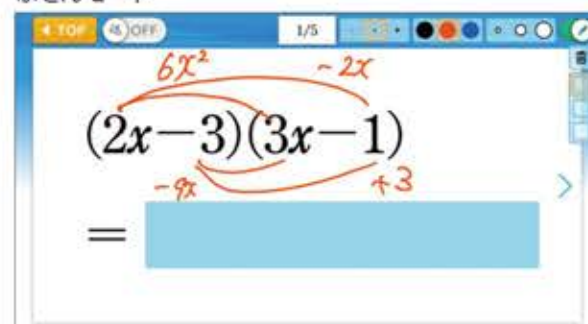 TOP OFF 1/5
6x² -2x
(2x-3)(3x-1)
-9x +3
=